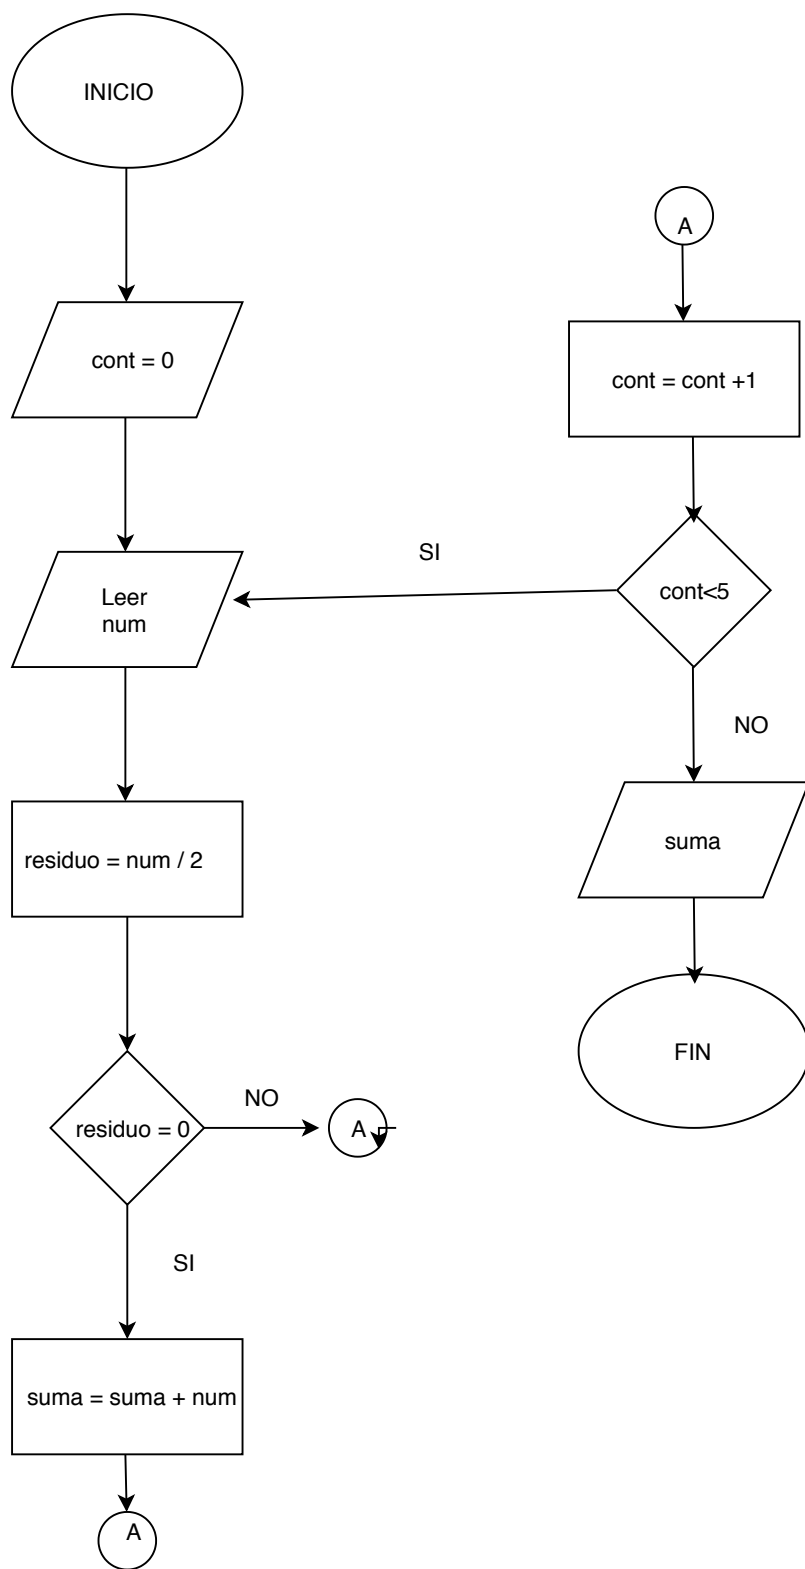 INICIO
cont = 0
Leer
num
residuo = num / 2
residuo = 0
NO
A
SI
suma = suma + num
A
A
cont = cont +1
cont<5
SI
NO
suma
FIN